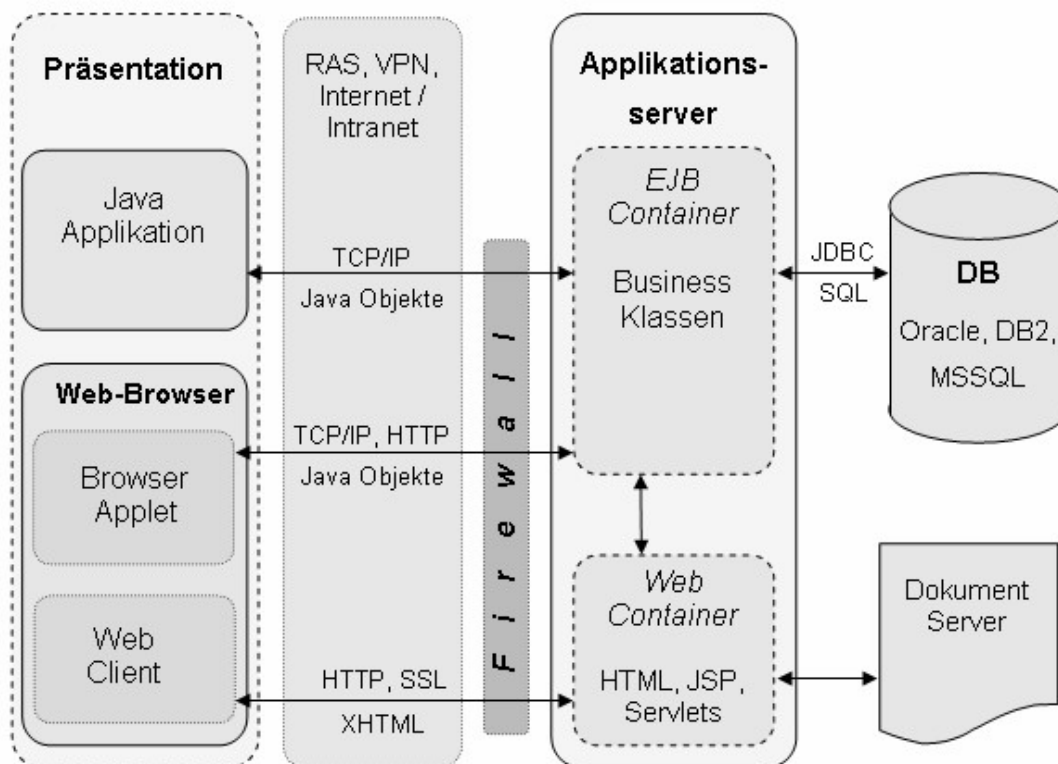 Präsentation
Java
Applikation
Web-Browser
Browser
Applet
Web
Client
RAS, VPN,
Internet /
Intranet
TCP/IP
Java Objekte
TCP/IP, HTTP
Java Objekte
HTTP, SSL
XHTML
Firewall
Applikations-
server
EJB
Container
Business
Klassen
Web
Container
HTML, JSP,
Servlets
JDBC
SQL
DB
Oracle, DB2,
MSSQL
Dokument
Server